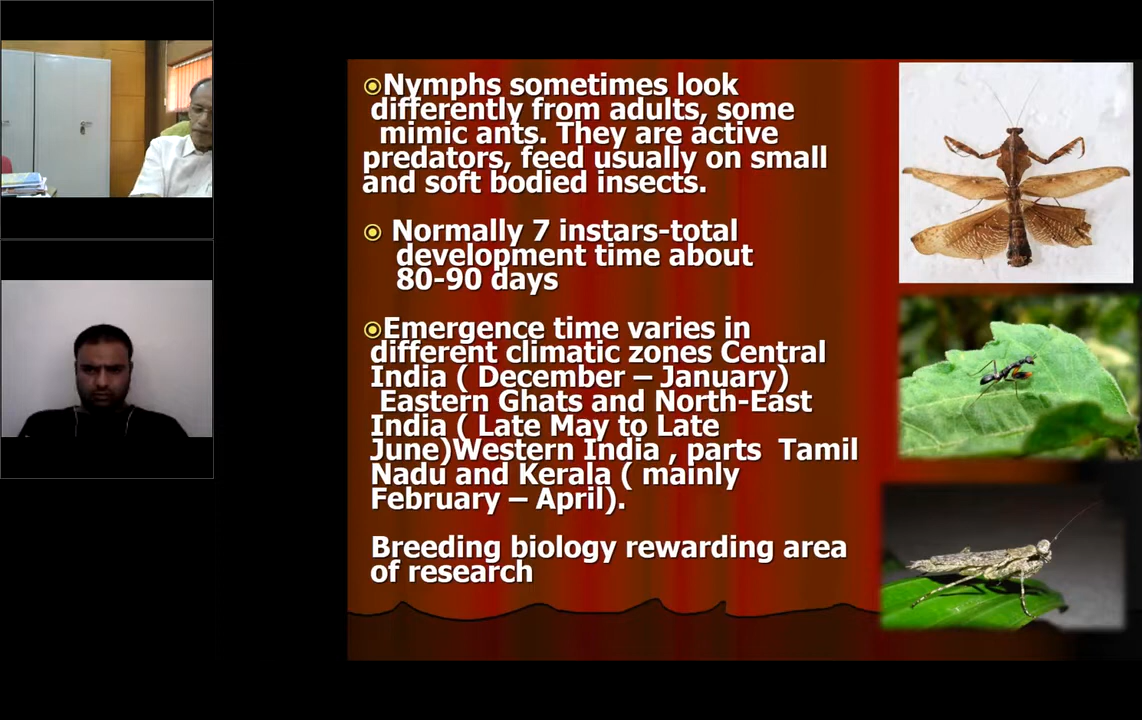 Nymphs sometimes look
differently from adults, some
mimic ants. They are active
predators, feed usually on small
and soft bodied insects.
Normally 7 instars-total
development time about
80-90 days
Emergence time varies in
different climatic zones Central
India ( December – January)
Eastern Ghats and North-East
India ( Late May to Late
June)Western India , parts  Tamil
Nadu and Kerala ( mainly
February – April).
Breeding biology rewarding area
of research